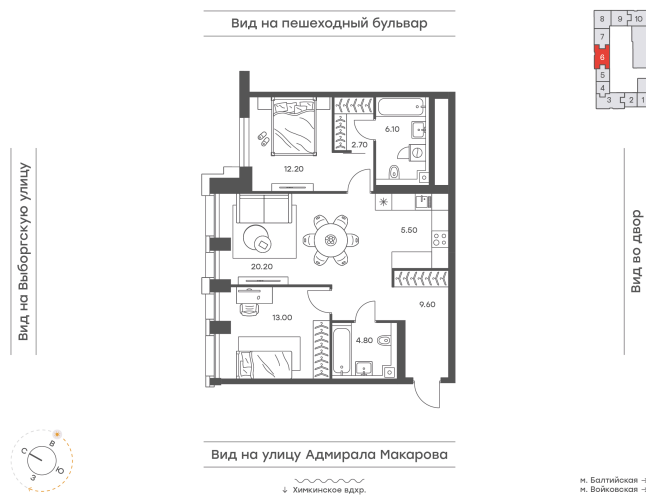 Вид на пешеходный бульвар
8 9 10
7
6
5
4
3 2 1
6.10
2.70
12.20
5.50
20.20
9.60
13.00
4.80
Вид на Выборгскую улицу
Вид во двор
Вид на улицу Адмирала Макарова
↓ Химкинское вдхр.
С В Ю З
м. Балтийская
м. Войковская